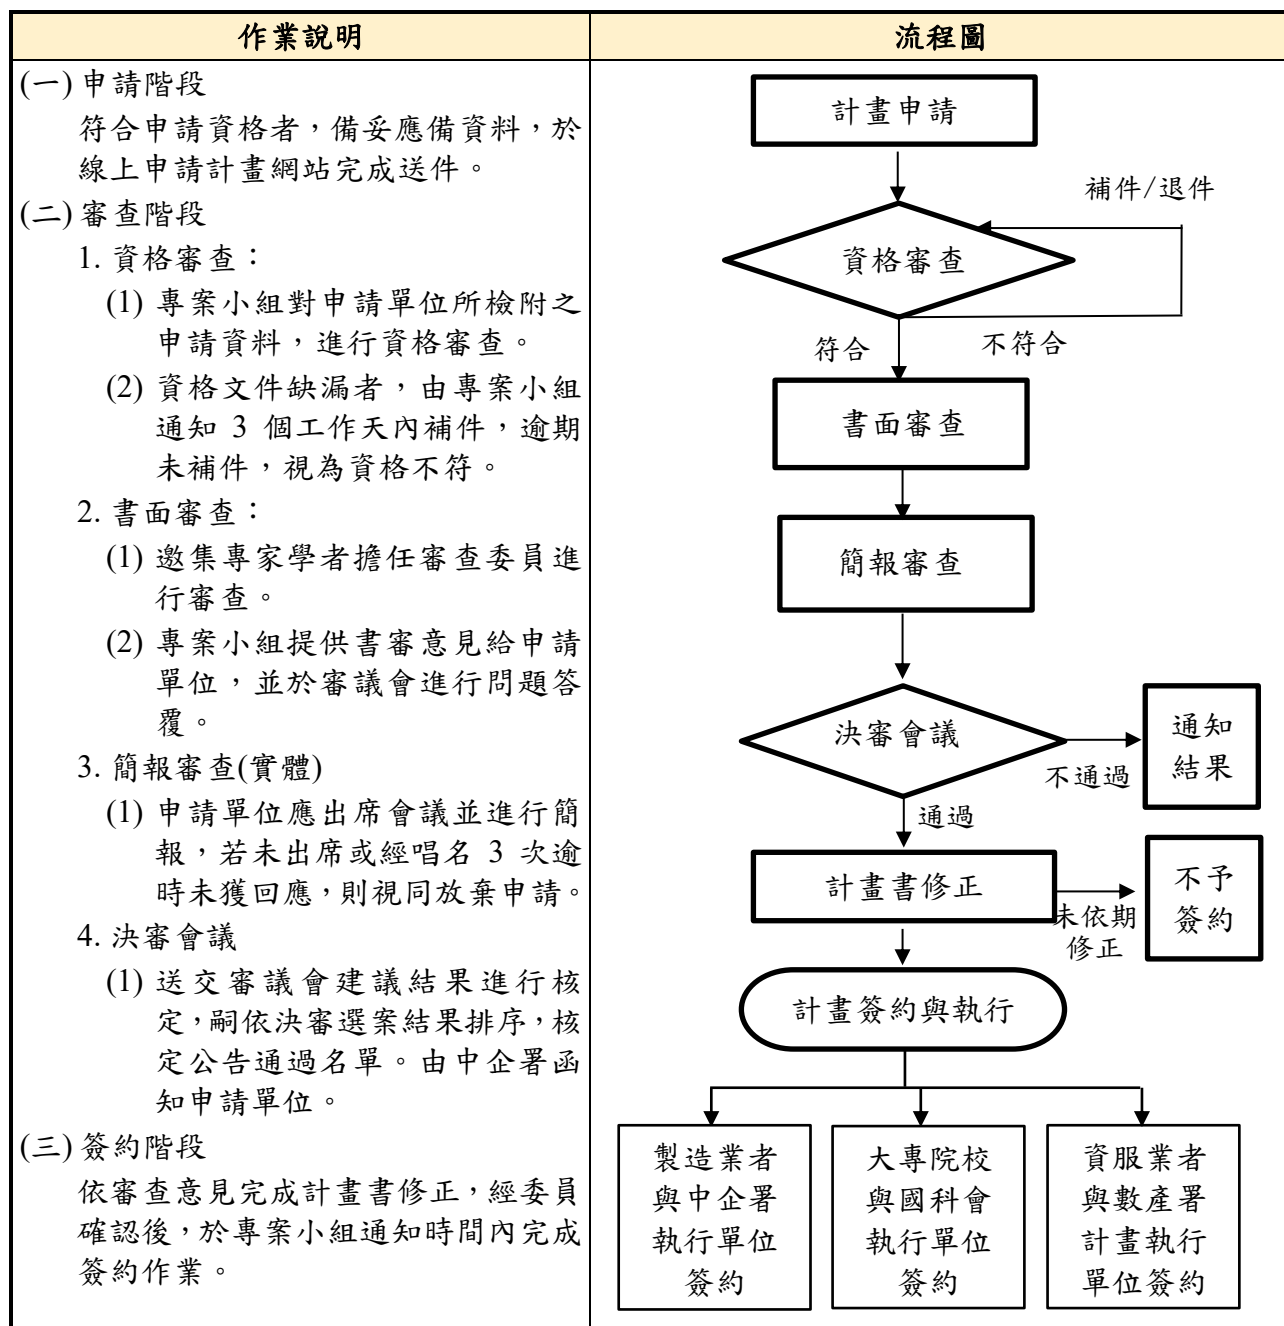 作業說明
流程圖
(一)申請階段
符合申請資格者，備妥應備資料，於
線上申請計畫網站完成送件。
(二)審查階段
1. 資格審查：
(1) 專案小組對申請單位所檢附之
申請資料，進行資格審查。
(2) 資格文件缺漏者，由專案小組
通知 3 個工作天內補件，逾期
未補件，視為資格不符。
2. 書面審查：
(1) 邀集專家學者擔任審查委員進
行審查。
(2) 專案小組提供書審意見給申請
單位，並於審議會進行問題答
覆。
3. 簡報審查(實體)
(1) 申請單位應出席會議並進行簡
報，若未出席或經唱名 3 次逾
時未獲回應，則視同放棄申請。
4. 決審會議
(1) 送交審議會建議結果進行核
定，嗣依決審選案結果排序，核
定公告通過名單。由中企署函
知申請單位。
(三)簽約階段
依審查意見完成計畫書修正，經委員
確認後，於專案小組通知時間內完成
簽約作業。
計畫申請
補件/退件
資格審查
符合
不符合
書面審查
簡報審查
決審會議
不通過
通知
結果
通過
計畫書修正
未依期
修正
不予
簽約
計畫簽約與執行
製造業者
與中企署
執行單位
簽約
大專院校
與國科會
執行單位
簽約
資服業者
與數產署
計畫執行
單位簽約